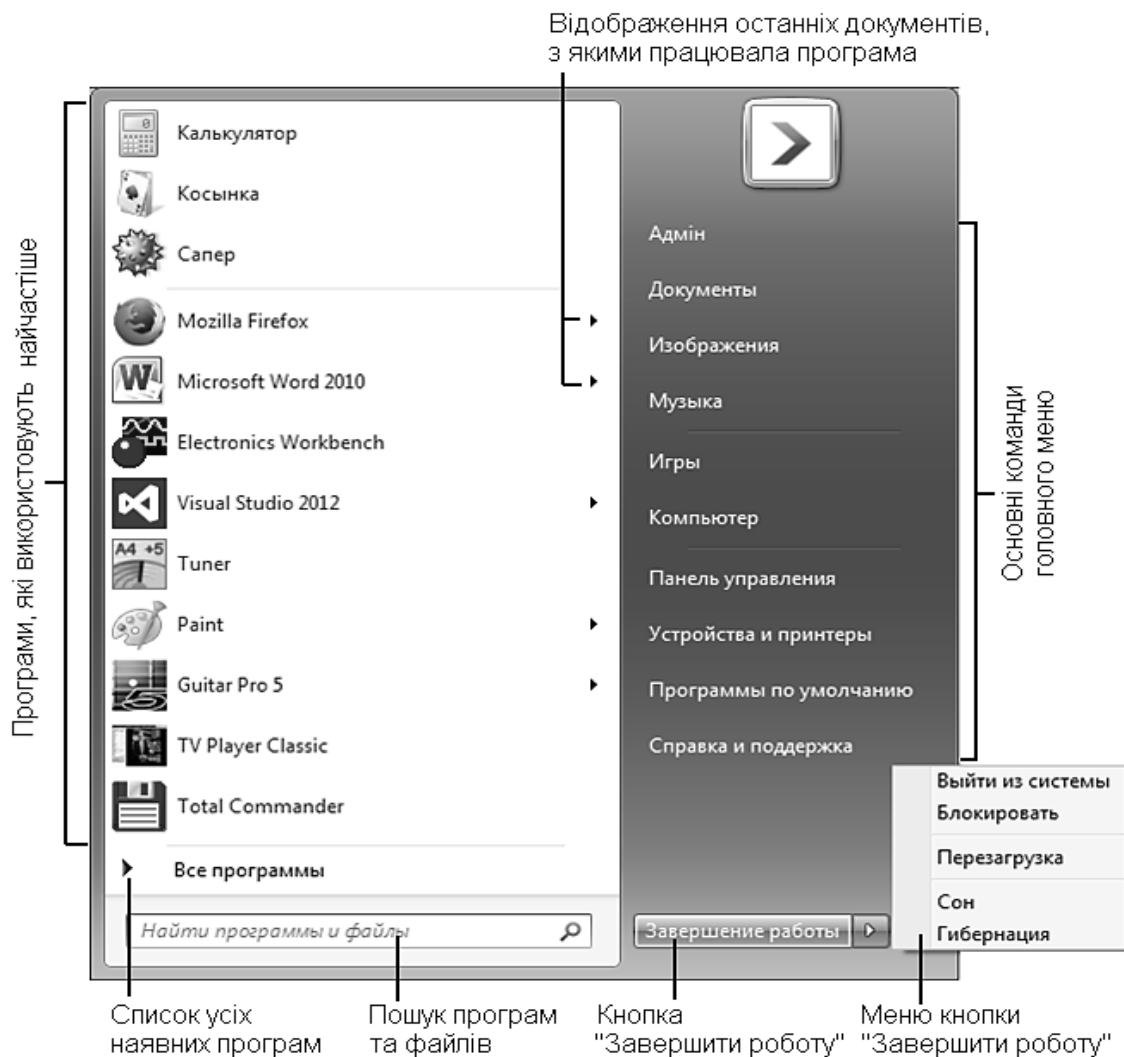 Відображення останніх документів,
з якими працювала програма
Програми, які використовують найчастіше
Калькулятор
Косынка
Сапер
Mozilla Firefox
Microsoft Word 2010
Electronics Workbench
Visual Studio 2012
A4 +5
Tuner
Paint
Guitar Pro 5
TV Player Classic
Total Commander
Все программы
Найти программы и файлы
Адмін
Документы
Изображения
Музыка
Игры
Компьютер
Панель управления
Устройства и принтеры
Программы по умолчанию
Справка и поддержка
Завершение работы
Основні команди
головного меню
Выйти из системы
Блокировать
Перезагрузка
Сон
Гибернация
Список усіх
наявних програм
Пошук програм
та файлів
Кнопка
"Завершити роботу"
Меню кнопки
"Завершити роботу"